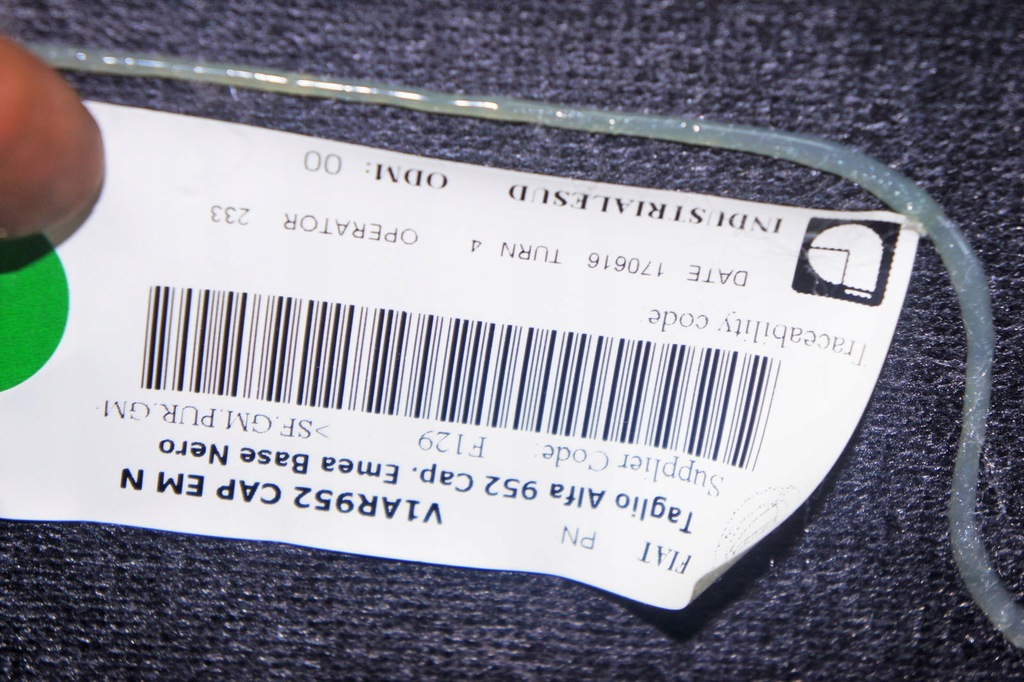 FIAT PN
V1AR952 CAP EM N
Taglio Alfa 952 Cap. Emea Base Nero
Supplier Code: F129 >SF.GM.PUR.GM
Traceability code
DATE 170616 TURN 4 OPERATOR 233
INDUSTRIALESUD ODM: 00